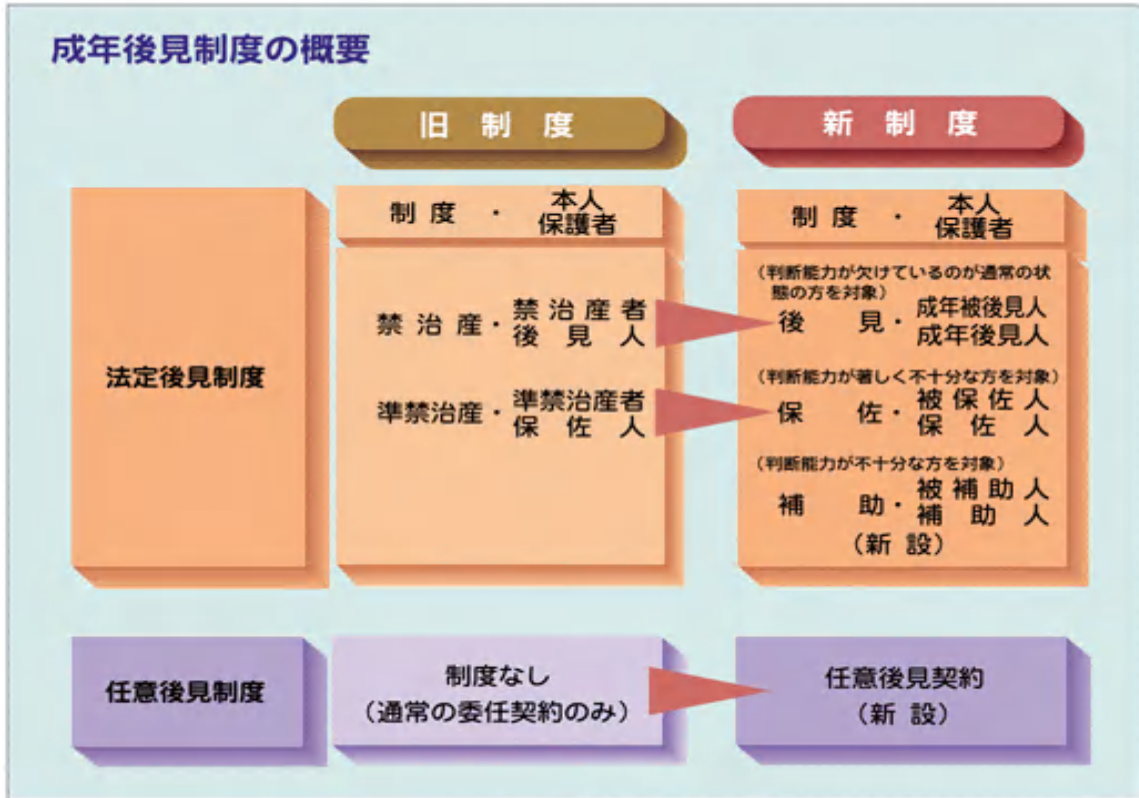 成年後見制度の概要
旧制度
新制度
法定後見制度
制度・本人
保護者
禁治産・禁治産者
後見人
準禁治産・準禁治産者
保佐人
制度・本人
保護者
(判断能力が欠けているのが通常の状
態の方を対象)
後見・成年被後見人
成年後見人
(判断能力が著しく不十分な方を対象)
保佐・被保佐人
保佐人
(判断能力が不十分な方を対象)
補助・被補助人
補助人
(新設)
任意後見制度
制度なし
(通常の委任契約のみ)
任意後見契約
(新設)